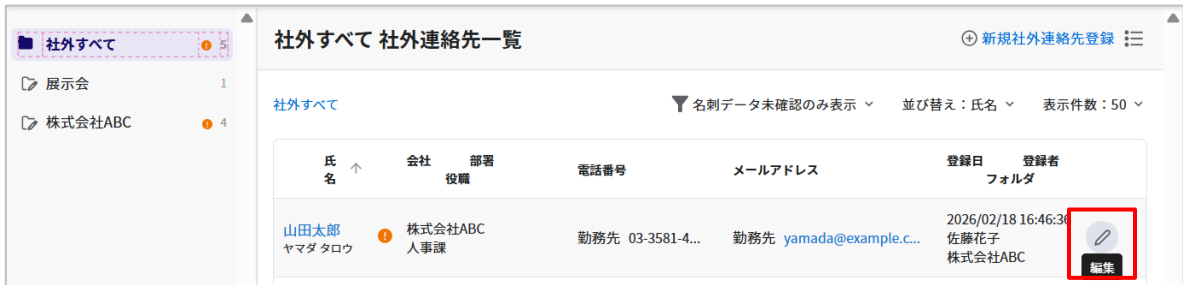 社外すべて 5
展示会 1
株式会社ABC 4
社外すべて 社外連絡先一覧
新規社外連絡先登録
社外すべて
名刺データ未確認のみ表示
並び替え：氏名
表示件数：50
氏名
会社 部署
役職
電話番号
メールアドレス
登録日 登録者
フォルダ
山田太郎
ヤマダ タロウ
株式会社ABC
人事課
勤務先 03-3581-4...
勤務先 yamada@example.c...
2026/02/18 16:46:36
佐藤花子
株式会社ABC
編集